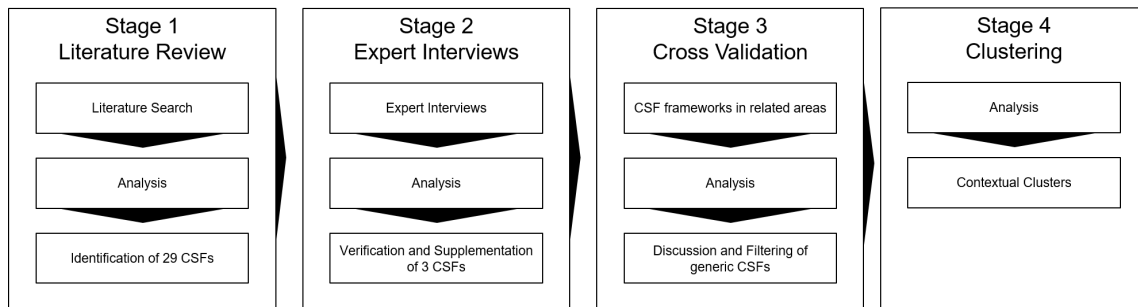 Stage 1
Literature Review
Literature Search
Analysis
Identification of 29 CSFs
Stage 2
Expert Interviews
Expert Interviews
Analysis
Verification and Supplementation
of 3 CSFs
Stage 3
Cross Validation
CSF frameworks in related areas
Analysis
Discussion and Filtering of
generic CSFs
Stage 4
Clustering
Analysis
Contextual Clusters